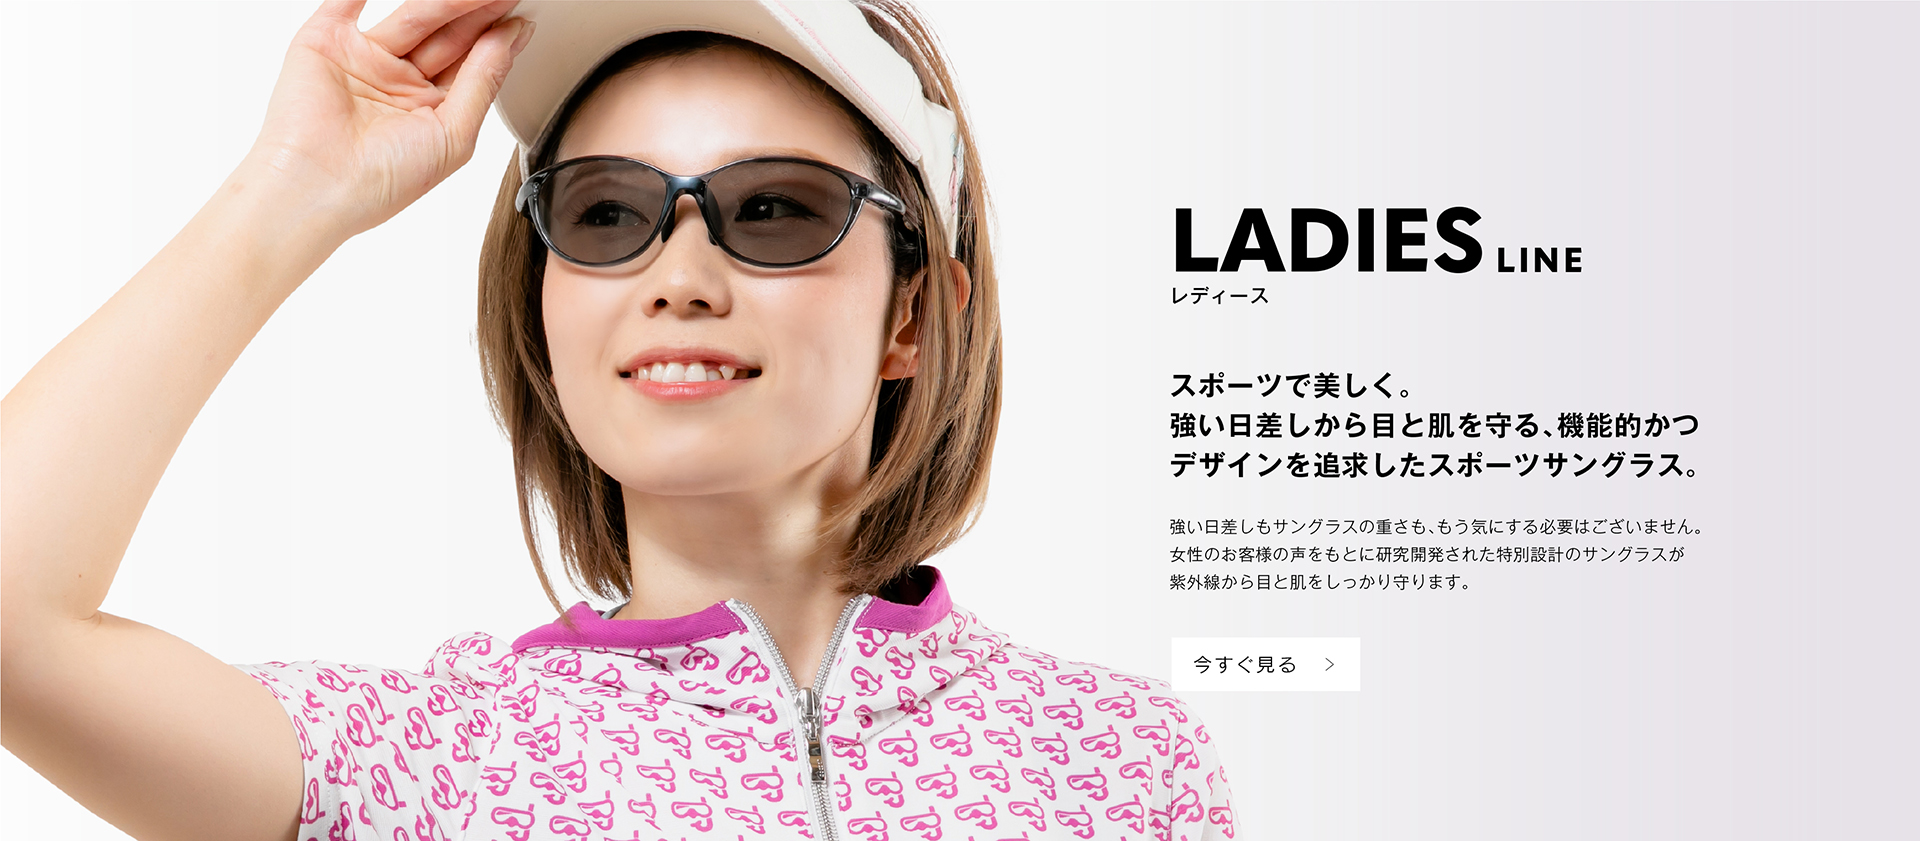 LADIES LINE
レディース
スポーツで美しく。
強い日差しから目と肌を守る、機能的かつ
デザインを追求したスポーツサングラス。
強い日差しもサングラスの重さも、もう気にする必要はございません。
女性のお客様の声をもとに研究開発された特別設計のサングラスが
紫外線から目と肌をしっかり守ります。
今すぐ見る >